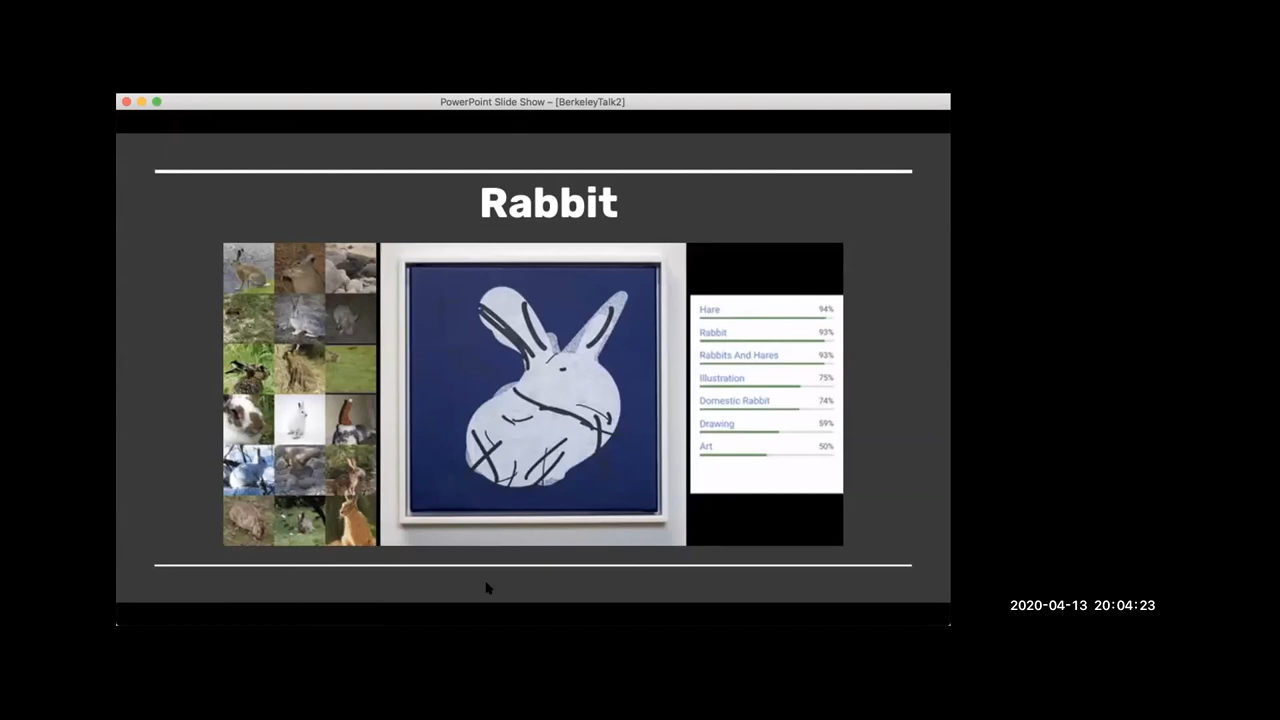 PowerPoint Slide Show – [BerkeleyTalk2]
Rabbit
Hare 94%
Rabbit 93%
Rabbits And Hares 93%
Illustration 75%
Domestic Rabbit 74%
Drawing 59%
Art 50%
2020-04-13 20:04:23